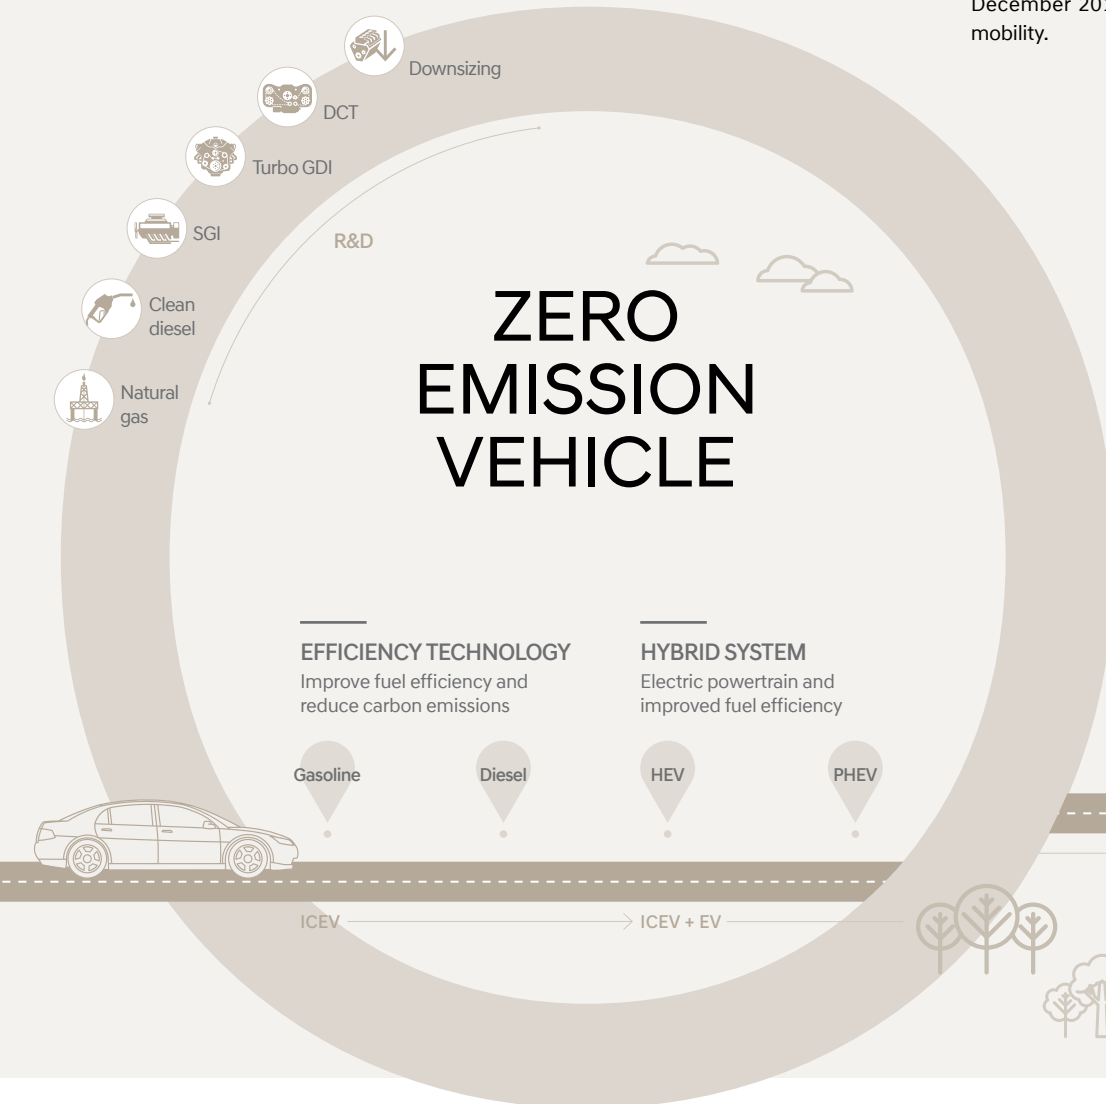 December
mobility.
Downsizing
DCT
Turbo GDI
SGI
Clean
diesel
Natural
gas
R&D
ZERO
EMISSION
VEHICLE
EFFICIENCY TECHNOLOGY
Improve fuel efficiency and
reduce carbon emissions
HYBRID SYSTEM
Electric powertrain and
improved fuel efficiency
Gasoline
Diesel
HEV
PHEV
ICEV
ICEV + EV